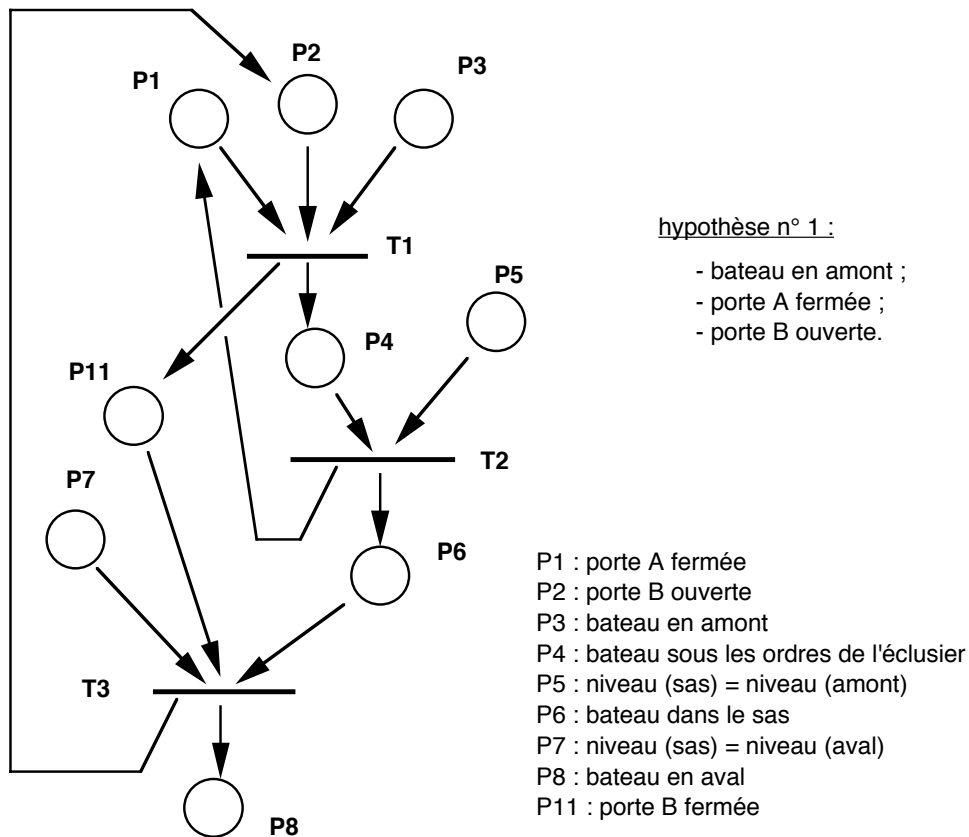 P2
P3
P1
hypothèse n° 1 :
T1
P5
- bateau en amont ;
- porte A fermée ;
- porte B ouverte.
P4
P11
T2
P7
P6
P1 : porte A fermée
P2 : porte B ouverte
P3 : bateau en amont
P4 : bateau sous les ordres de l'éclusier
P5 : niveau (sas) = niveau (amont)
T3
P6 : bateau dans le sas
P7 : niveau (sas) = niveau (aval)
P8 : bateau en aval
P11 : porte B fermée
P8